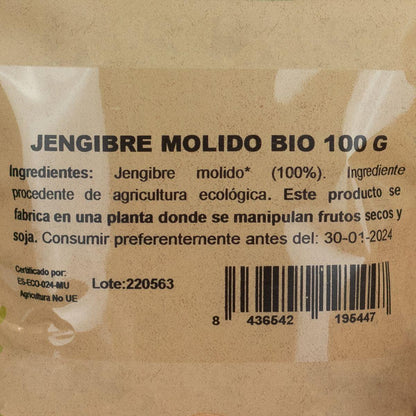 JENGIBRE MOLIDO BIO 100 G
Ingredientes: Jengibre molido* (100%). Ingrediente
procedente de agricultura ecológica. Este producto se
fabrica en una planta donde se manipulan frutos secos y
soja. Consumir preferentemente antes del: 30-01-2024
Certificado por:
ES-ECO-024-MU
Agricultura No UE
Lote:220563
8 436542 195447